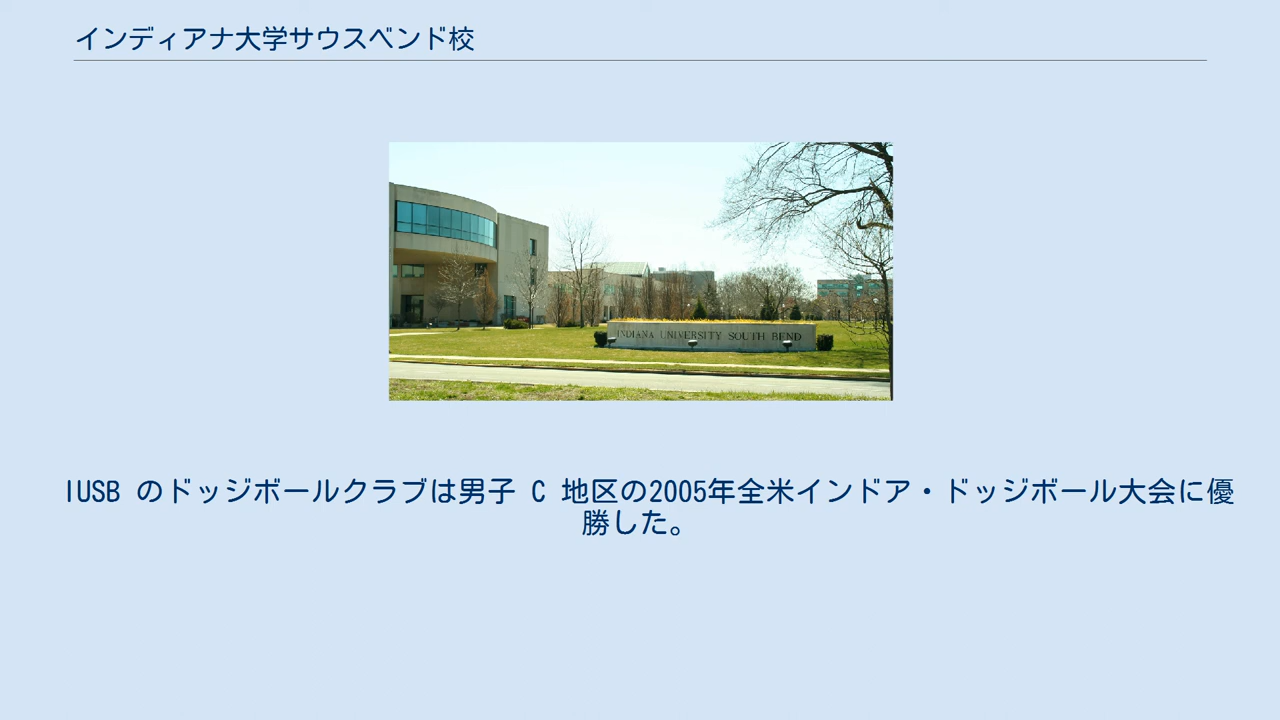 インディアナ大学サウスベンド校
INDIANA UNIVERSITY SOUTH BEND
IUSB のドッジボールクラブは男子 C 地区の2005年全米インドア・ドッジボール大会に優
勝した。